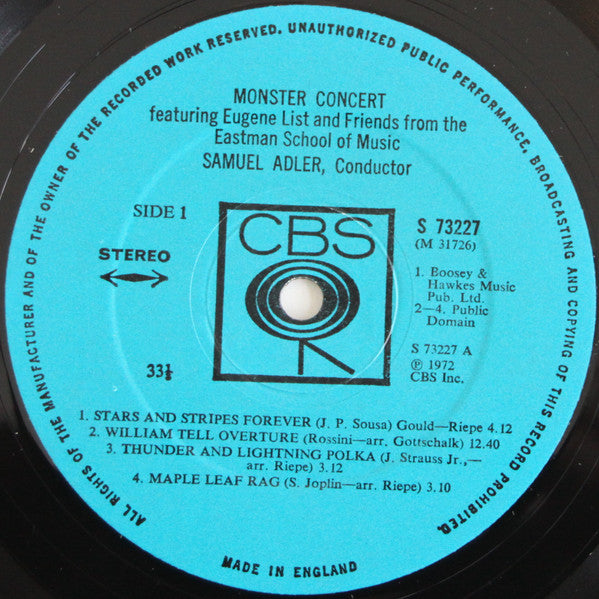 ALL RIGHTS OF THE MANUFACTURER AND OF THE OWNER OF THE RECORDED WORK RESERVED. UNAUTHORIZED PUBLIC PERFORMANCE, BROADCASTING AND COPYING OF THIS RECORD PROHIBITED.
MONSTER CONCERT
featuring Eugene List and Friends from the
Eastman School of Music
SAMUEL ADLER, Conductor
SIDE 1
STEREO
33⅓
CBS
S 73227
(M 31726)
1. Boosey &
Hawkes Music
Pub. Ltd.
2—4. Public
Domain
S 73227 A
℗ 1972
CBS Inc.
1. STARS AND STRIPES FOREVER (J. P. Sousa) Gould—Riepe 4.12
2. WILLIAM TELL OVERTURE (Rossini—arr. Gottschalk) 12.40
3. THUNDER AND LIGHTNING POLKA (J. Strauss Jr.,—
arr. Riepe) 3.12
4. MAPLE LEAF RAG (S. Joplin—arr. Riepe) 3.10
MADE IN ENGLAND